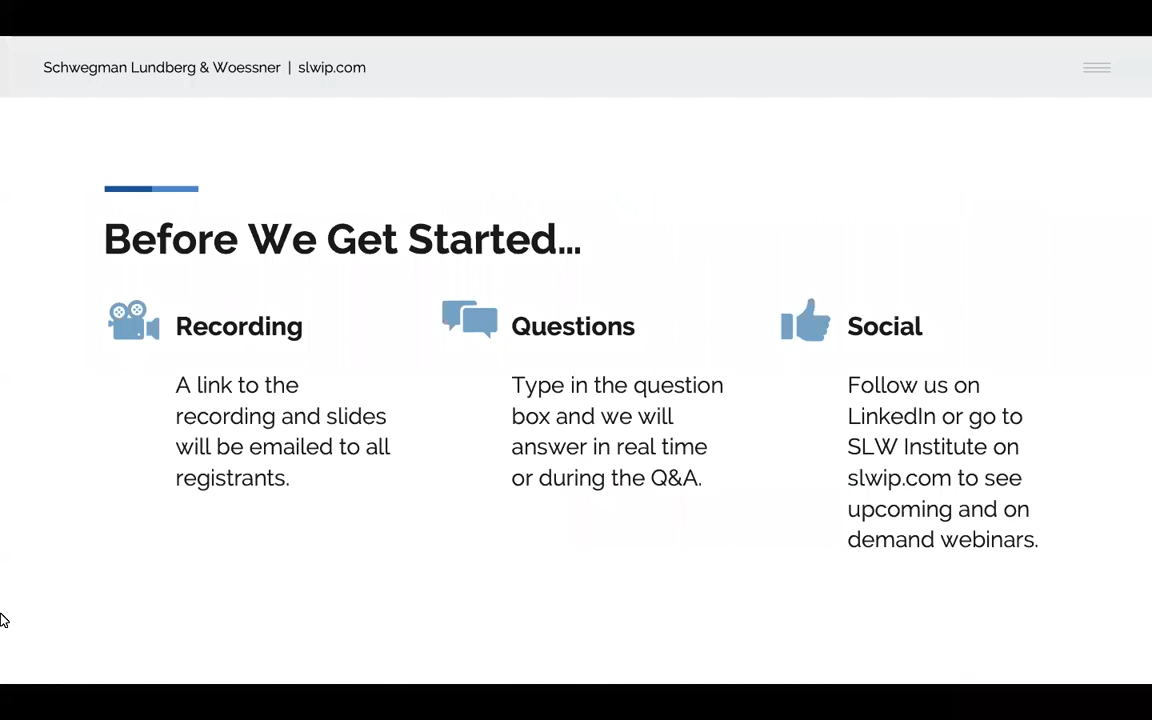 Schwegman Lundberg & Woessner | slwip.com
Before We Get Started...
Recording
A link to the
recording and slides
will be emailed to all
registrants.
Questions
Type in the question
box and we will
answer in real time
or during the Q&A.
Social
Follow us on
LinkedIn or go to
SLW Institute on
slwip.com to see
upcoming and on
demand webinars.